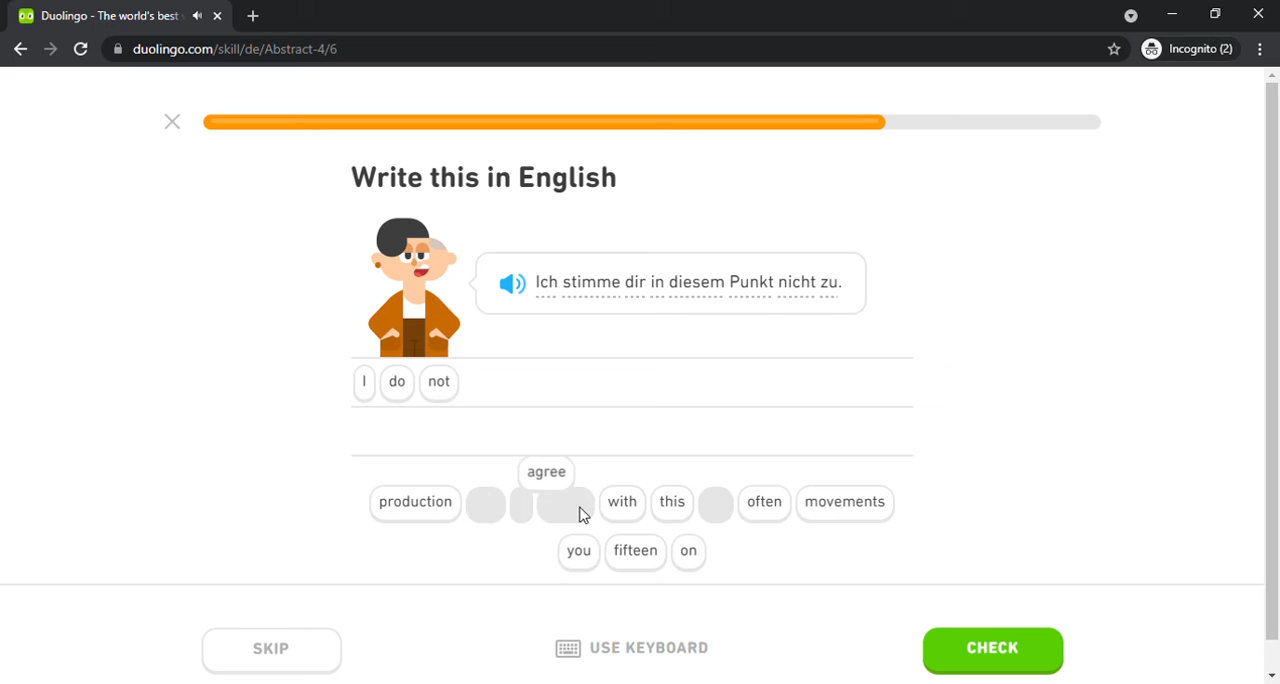 Duolingo - The world's best
duolingo.com/skill/de/Abstract-4/6
Incognito (2)
Write this in English
Ich stimme dir in diesem Punkt nicht zu.
I do not
agree
production with this often movements
you fifteen on
SKIP USE KEYBOARD CHECK